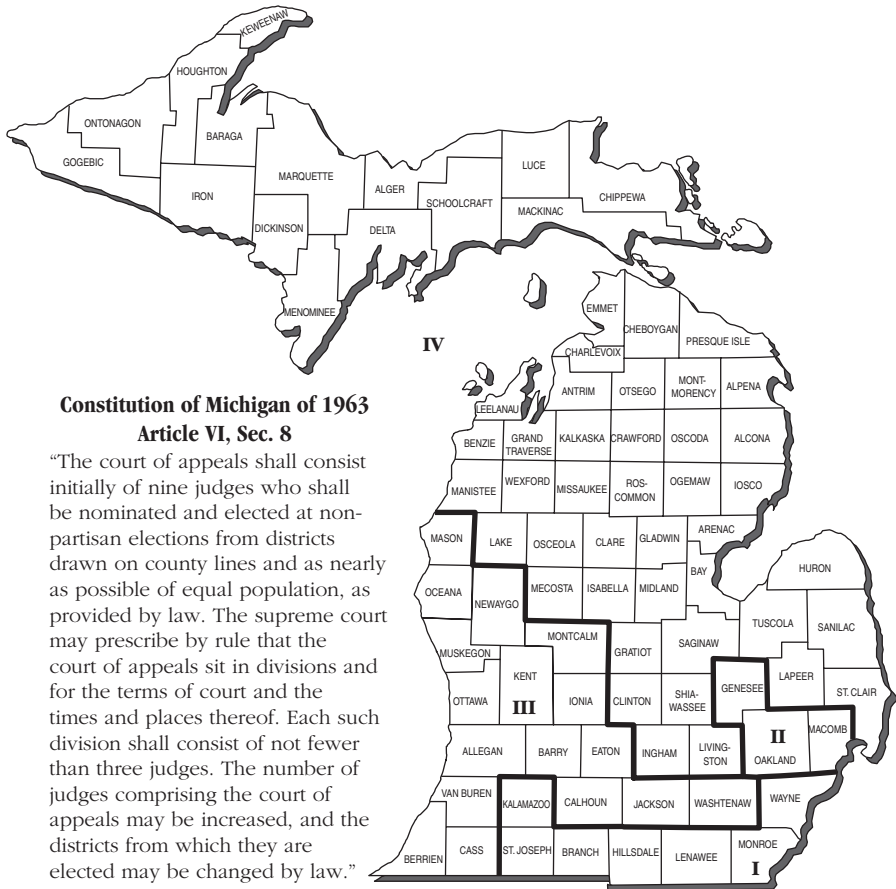 KEWEENAW
HOUGHTON
ONTONAGON
BARAGA
GOGEBIC
MARQUETTE
LUCE
ALGER
IRON
CHIPPEWA
SCHOOLCRAFT
MACKINAC
DICKINSON
DELTA
EMMET
MENOMINEE
CHEBOYGAN
PRESQUE ISLE
IV
CHARLEVOIX
ANTRIM
OTSEGO
MONT-
MORENCY
ALPENA
LEELANAU
Constitution of Michigan of 1963
Article VI, Sec. 8
“The court of appeals shall consist
initially of nine judges who shall
be nominated and elected at non-
partisan elections from districts
drawn on county lines and as nearly
as possible of equal population, as
provided by law. The supreme court
may prescribe by rule that the
court of appeals sit in divisions and
for the terms of court and the
times and places thereof. Each such
division shall consist of not fewer
than three judges. The number of
judges comprising the court of
appeals may be increased, and the
districts from which they are
elected may be changed by law.”
BENZIE
GRAND
TRAVERSE
KALKASKA
CRAWFORD
OSCODA
ALCONA
MANISTEE
WEXFORD
MISSAUKEE
ROS-
COMMON
OGEMAW
IOSCO
MASON
LAKE
OSCEOLA
CLARE
GLADWIN
ARENAC
BAY
HURON
OCEANA
NEWAYGO
MECOSTA
ISABELLA
MIDLAND
TUSCOLA
SANILAC
MONTCALM
GRATIOT
SAGINAW
MUSKEGON
KENT
LAPEER
GENESEE
ST. CLAIR
OTTAWA
III
IONIA
CLINTON
SHIA-
WASSEE
II
MACOMB
ALLEGAN
BARRY
EATON
INGHAM
LIVING-
STON
OAKLAND
VAN BUREN
KALAMAZOO
CALHOUN
JACKSON
WASHTENAW
WAYNE
BERRIEN
CASS
ST. JOSEPH
BRANCH
HILLSDALE
LENAWEE
MONROE
I